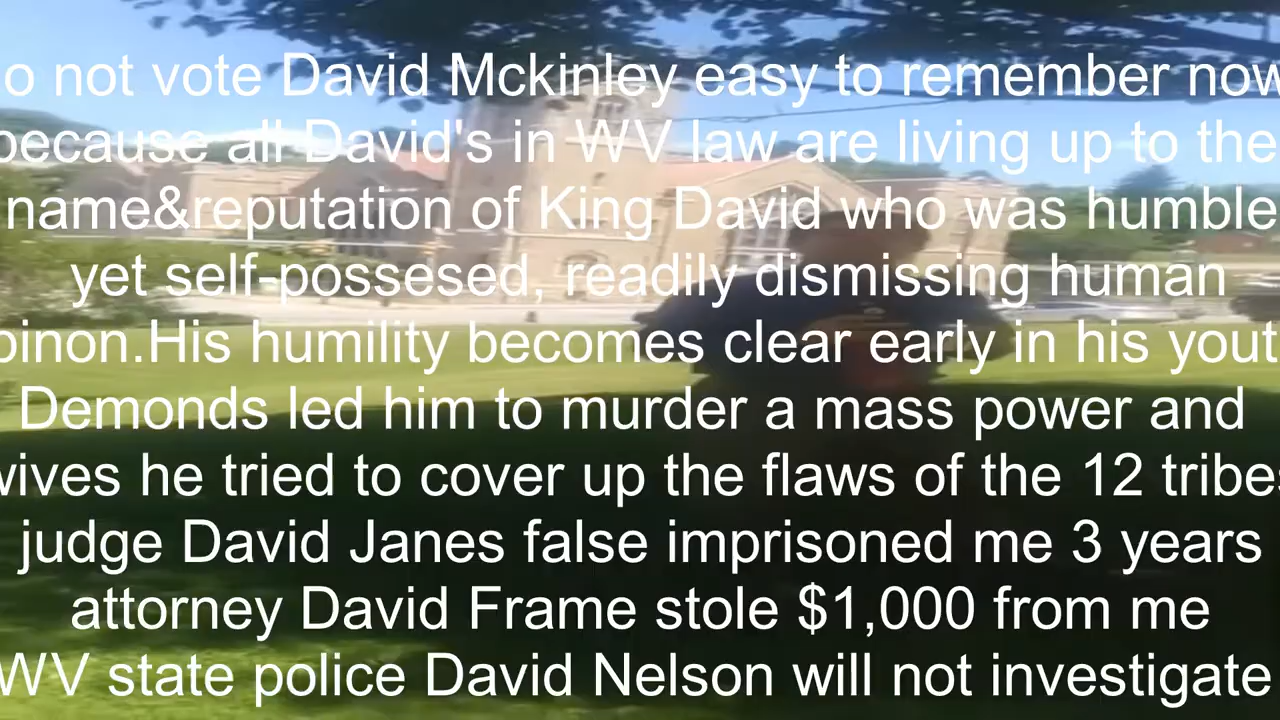 o not vote David Mckinley easy to remember now
because all David's in WV law are living up to the
name&reputation of King David who was humble
yet self-possesed, readily dismissing human
pinon.His humility becomes clear early in his yout
Demonds led him to murder a mass power and
wives he tried to cover up the flaws of the 12 tribes
judge David Janes false imprisoned me 3 years
attorney David Frame stole $1,000 from me
WV state police David Nelson will not investigate